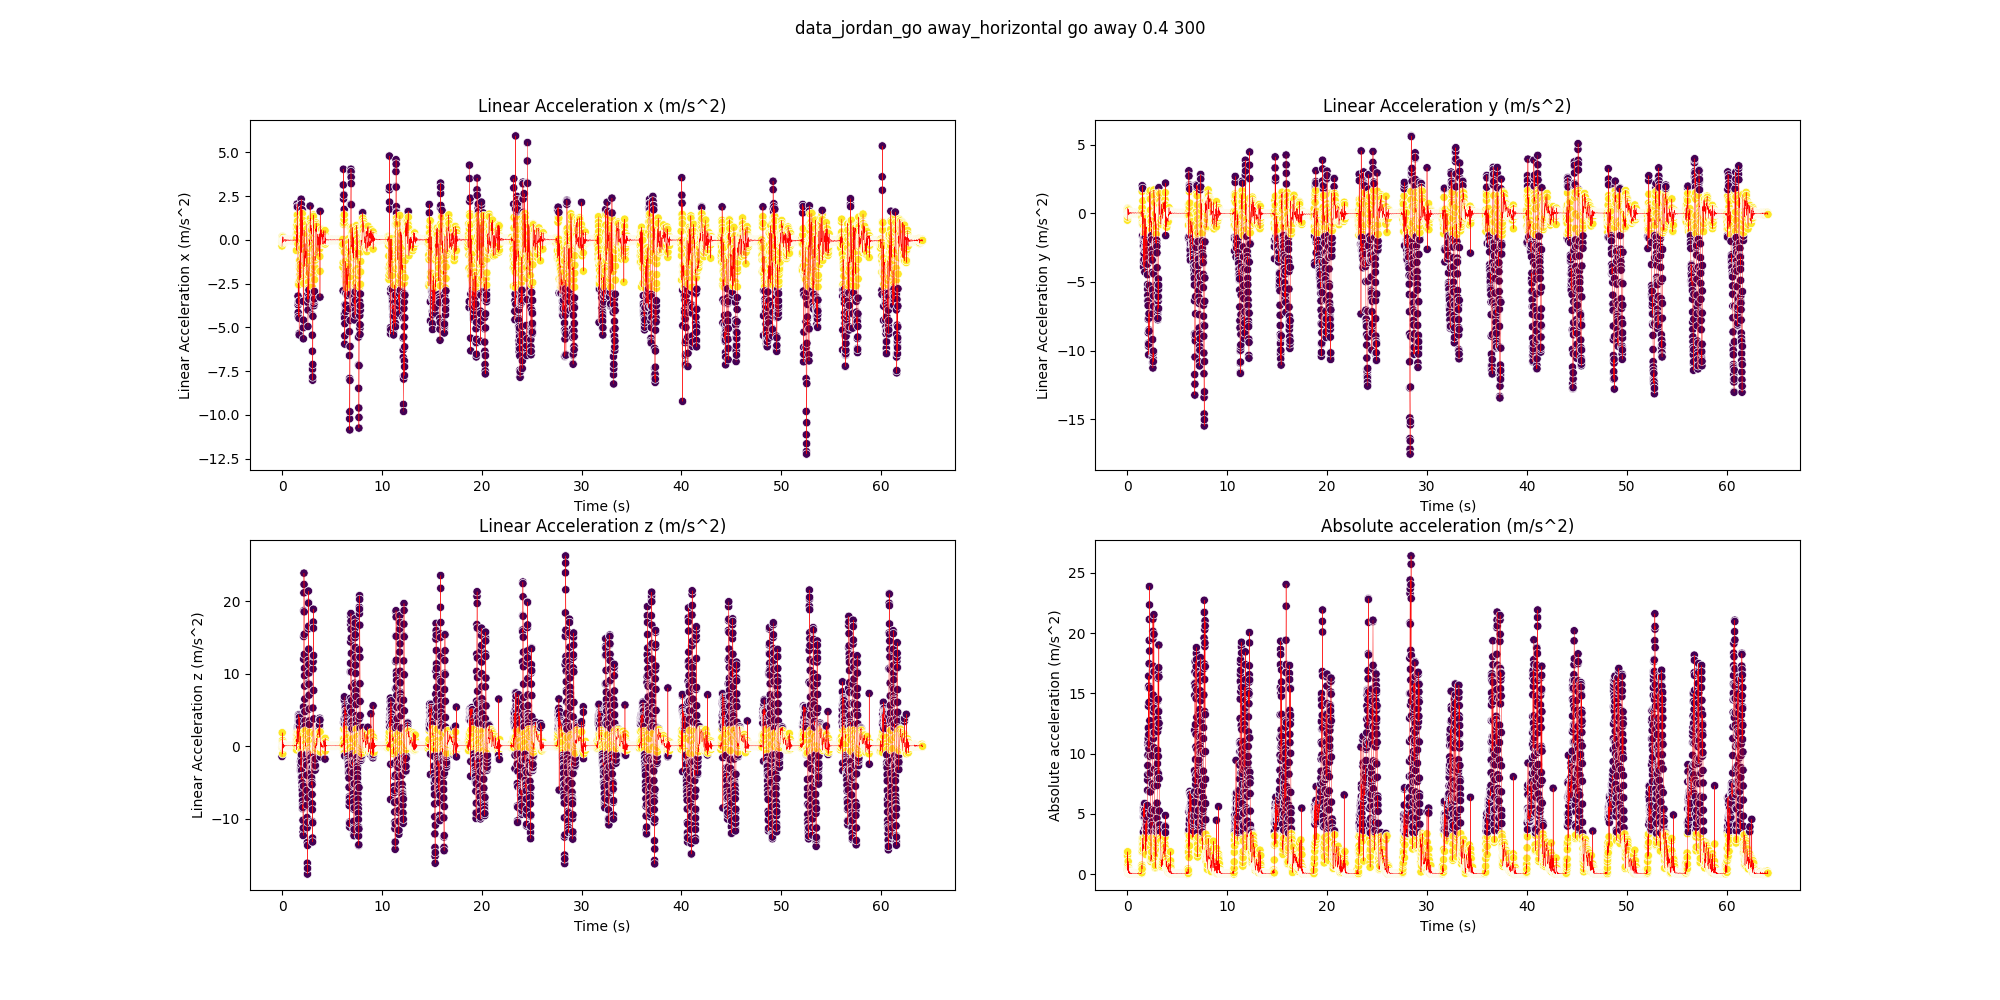 data_jordan_go away_horizontal go away 0.4 300
Linear Acceleration x (m/s^2)
Linear Acceleration x (m/s^2)
5.0
2.5
0.0
−2.5
−5.0
−7.5
−10.0
−12.5
0 10 20 30 40 50 60
Time (s)
Linear Acceleration y (m/s^2)
Linear Acceleration y (m/s^2)
5
0
−5
−10
−15
0 10 20 30 40 50 60
Time (s)
Linear Acceleration z (m/s^2)
Linear Acceleration z (m/s^2)
20
10
0
−10
0 10 20 30 40 50 60
Time (s)
Absolute acceleration (m/s^2)
Absolute acceleration (m/s^2)
25
20
15
10
5
0
0 10 20 30 40 50 60
Time (s)